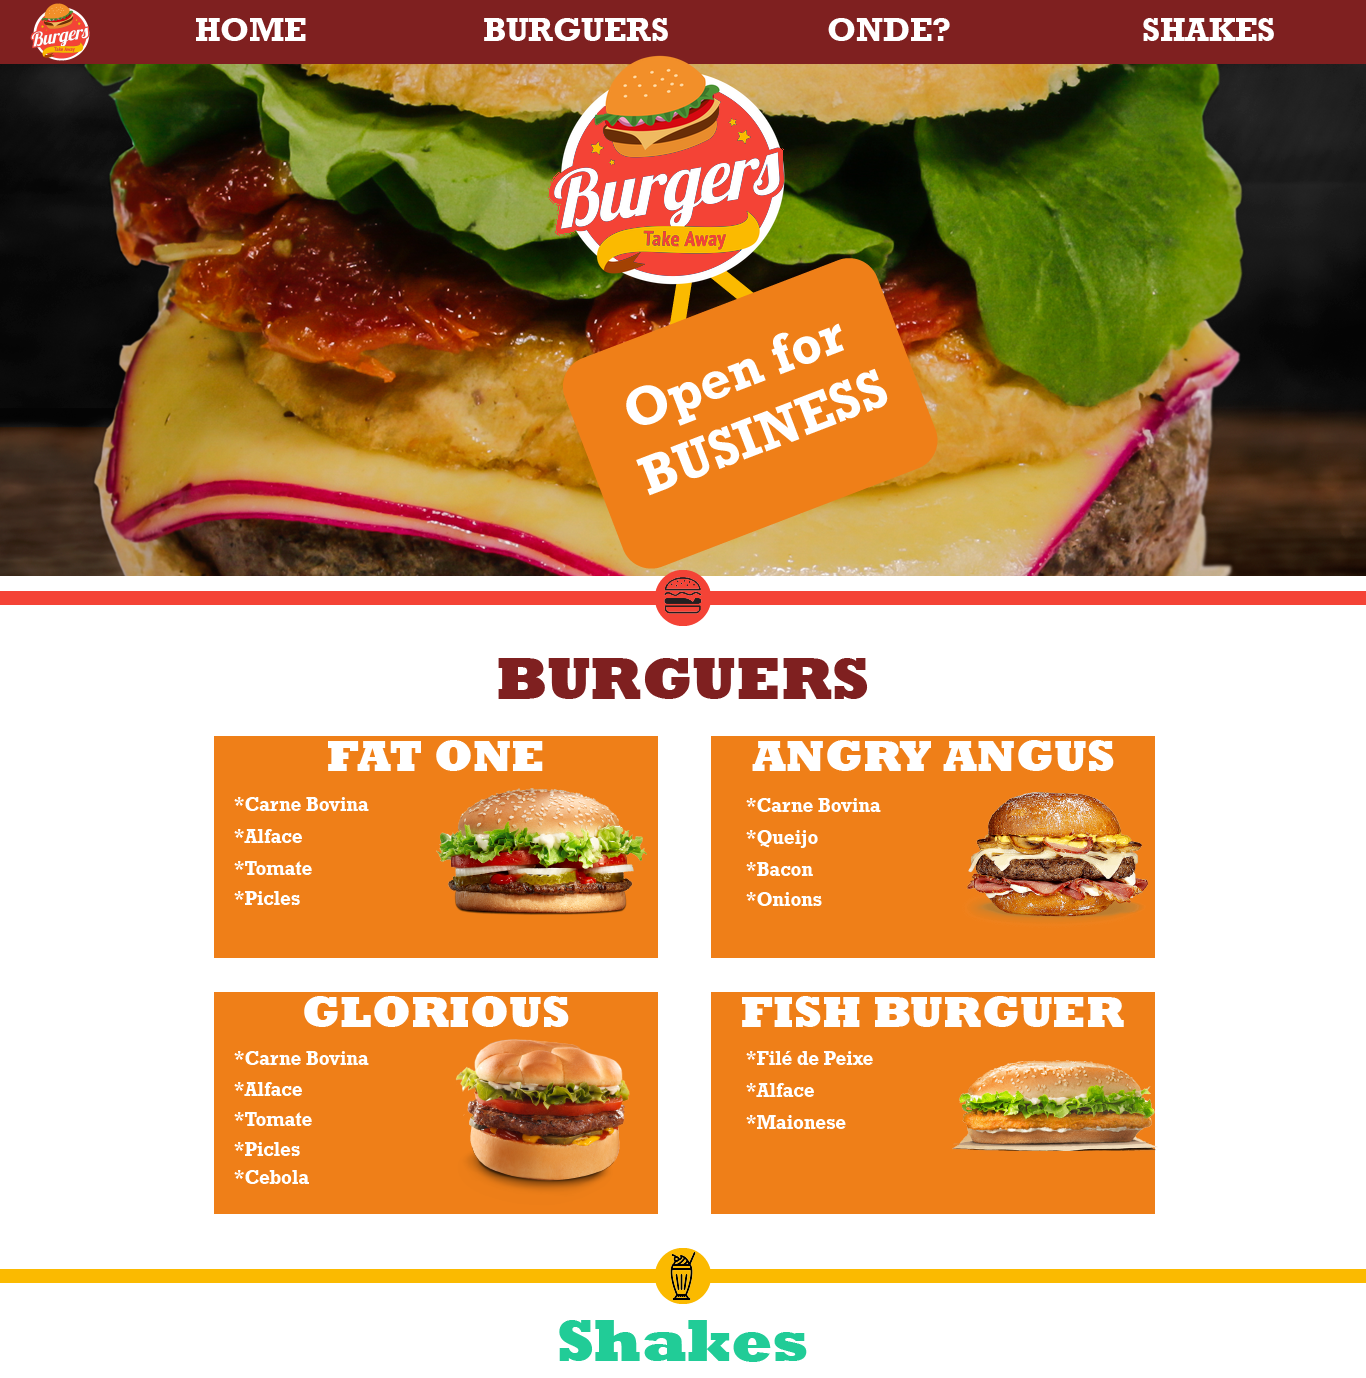 Burgers
Take Away
HOME
BURGUERS
ONDE?
SHAKES
Burgers
Take Away
Open for
BUSINESS
BURGUERS
FAT ONE
*Carne Bovina
*Alface
*Tomate
*Picles
ANGRY ANGUS
*Carne Bovina
*Queijo
*Bacon
*Onions
GLORIOUS
*Carne Bovina
*Alface
*Tomate
*Picles
*Cebola
FISH BURGUER
*Filé de Peixe
*Alface
*Maionese
Shakes